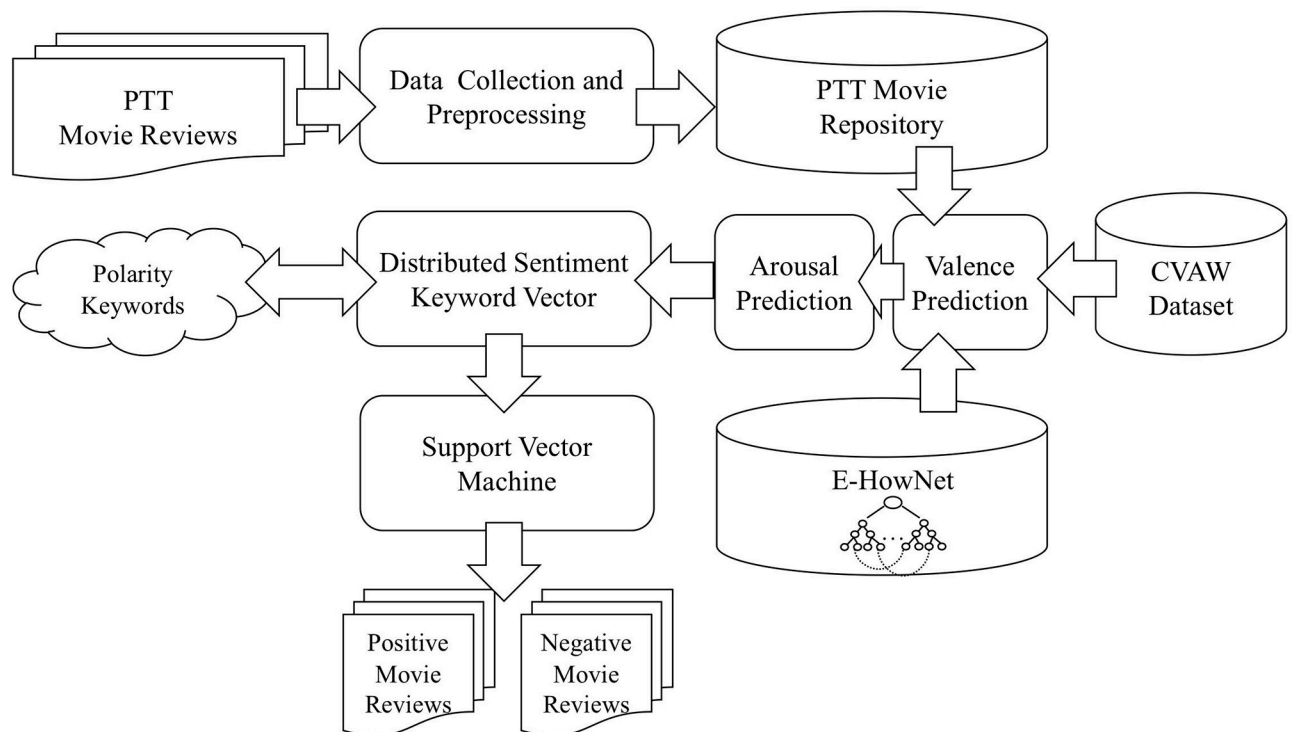 PTT
Movie Reviews
Data Collection and
Preprocessing
PTT Movie
Repository
Polarity
Keywords
Distributed Sentiment
Keyword Vector
Arousal
Prediction
Valence
Prediction
CVAW
Dataset
Support Vector
Machine
E-HowNet
Positive
Movie
Reviews
Negative
Movie
Reviews